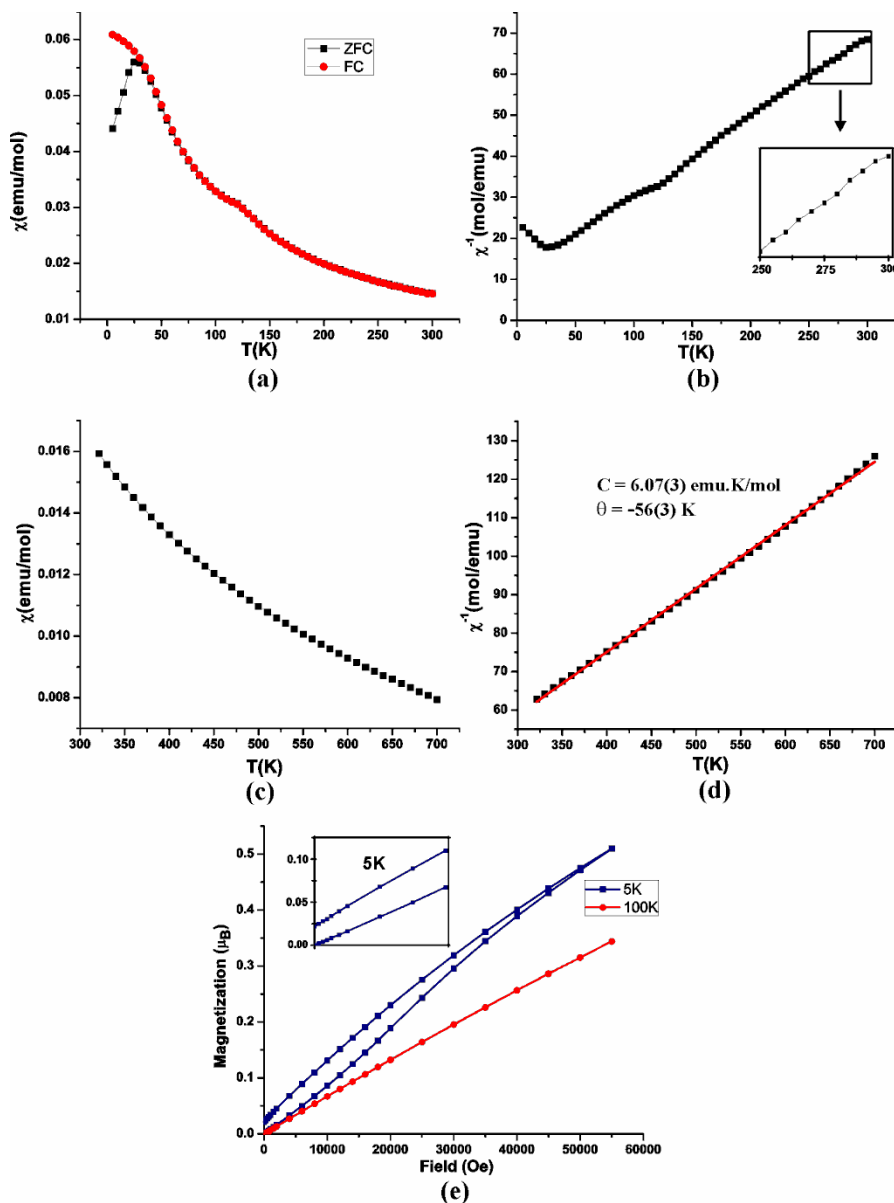 0.06
0.05
0.04
0.03
0.02
0.01
χ(emu/mol)
ZFC
FC
0 50 100 150 200 250 300
T(K)
(a)
70
60
50
40
30
20
10
0
χ⁻¹(mol/emu)
250 275 300
0 50 100 150 200 250 300
T(K)
(b)
0.016
0.014
0.012
0.010
0.008
χ(emu/mol)
300 350 400 450 500 550 600 650 700
T(K)
(c)
130
120
110
100
90
80
70
60
χ⁻¹(mol/emu)
C = 6.07(3) emu.K/mol
θ = -56(3) K
300 350 400 450 500 550 600 650 700
T(K)
(d)
0.5
0.4
0.3
0.2
0.1
0.0
Magnetization (μB)
0.10
0.05
0.00
5K
5K
100K
0 10000 20000 30000 40000 50000 60000
Field (Oe)
(e)